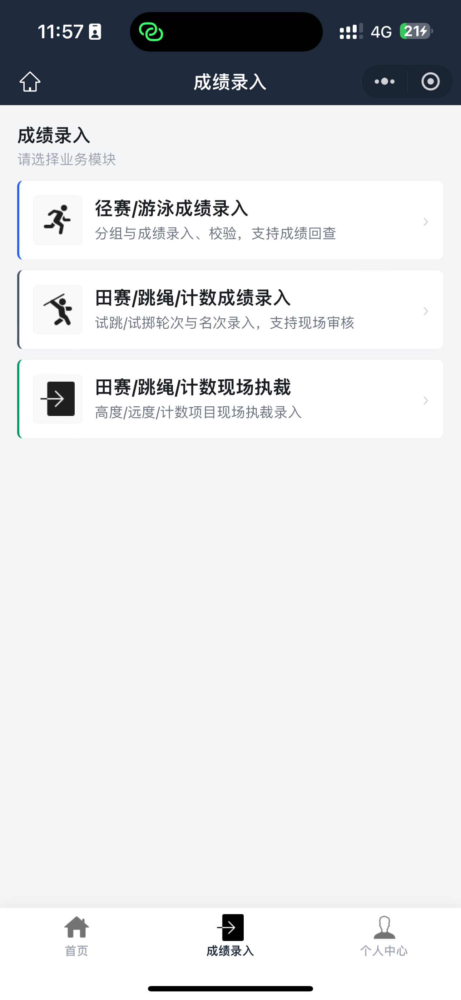 11:57
4G
21
成绩录入
成绩录入
请选择业务模块
径赛/游泳成绩录入
分组与成绩录入、校验，支持成绩回查
田赛/跳绳/计数成绩录入
试跳/试掷轮次与名次录入，支持现场审核
田赛/跳绳/计数现场执裁
高度/远度/计数项目现场执裁录入
首页
成绩录入
个人中心